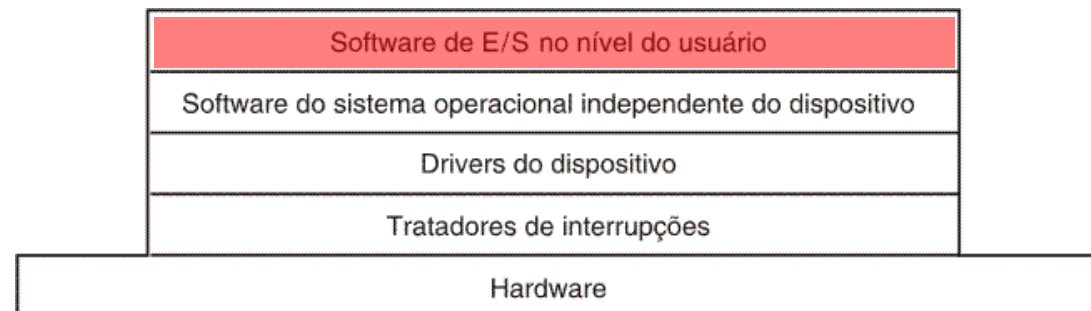 Software de E/S no nível do usuário
Software do sistema operacional independente do dispositivo
Drivers do dispositivo
Tratadores de interrupções
Hardware